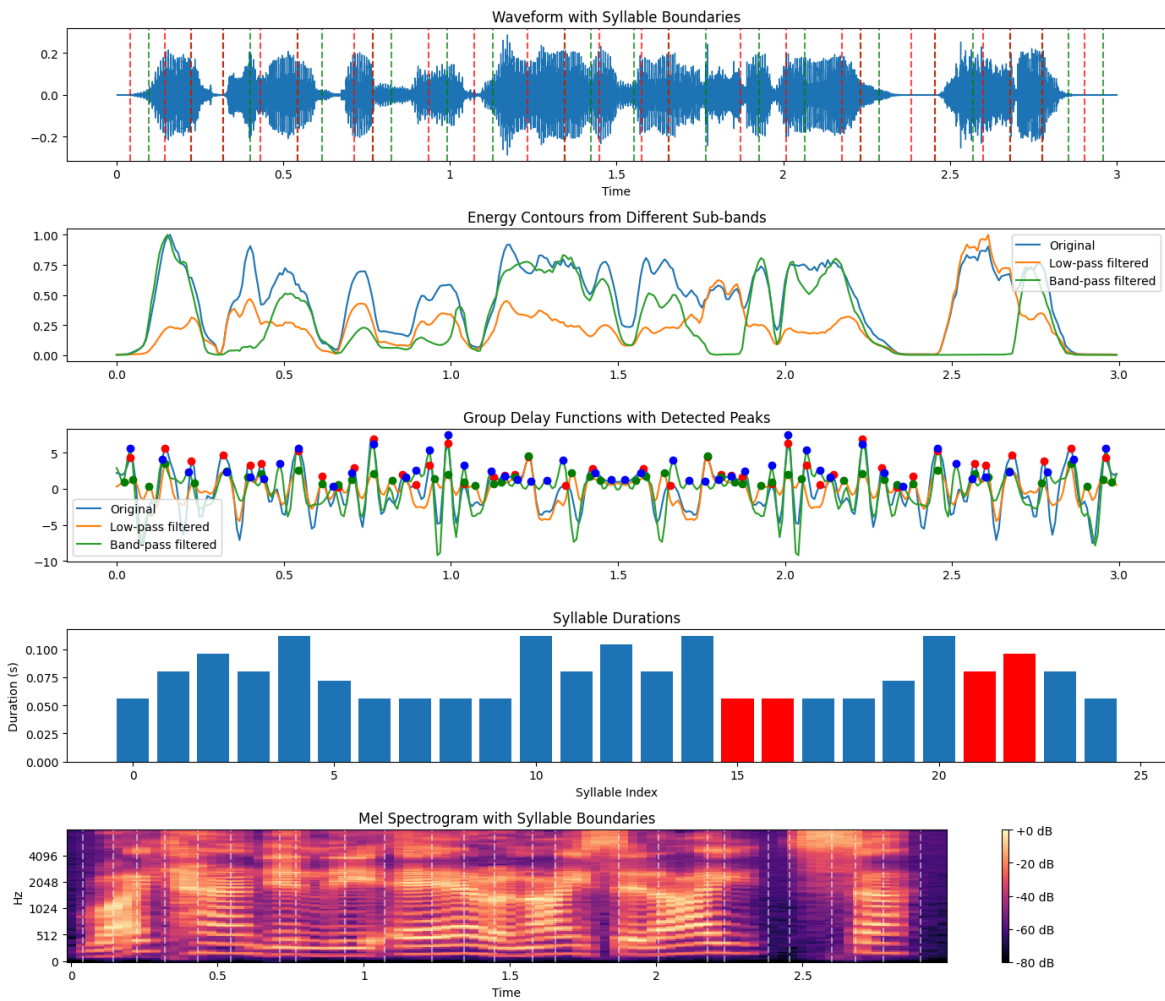 Waveform with Syllable Boundaries
0.2
0.0
−0.2
0 0.5 1 1.5 2 2.5 3
Time
Energy Contours from Different Sub-bands
1.00
0.75
0.50
0.25
0.00
Original
Low-pass filtered
Band-pass filtered
0.0 0.5 1.0 1.5 2.0 2.5 3.0
Group Delay Functions with Detected Peaks
5
0
−5
−10
Original
Low-pass filtered
Band-pass filtered
Original
Low-pass filtered
Band-pass filtered
0.0 0.5 1.0 1.5 2.0 2.5 3.0
Syllable Durations
Duration (s)
0.100
0.075
0.050
0.025
0.000
0 5 10 15 20 25
Syllable Index
Mel Spectrogram with Syllable Boundaries
Hz
4096
2048
1024
512
0
0 0.5 1 1.5 2 2.5
Time
+0 dB
-20 dB
-40 dB
-60 dB
-80 dB